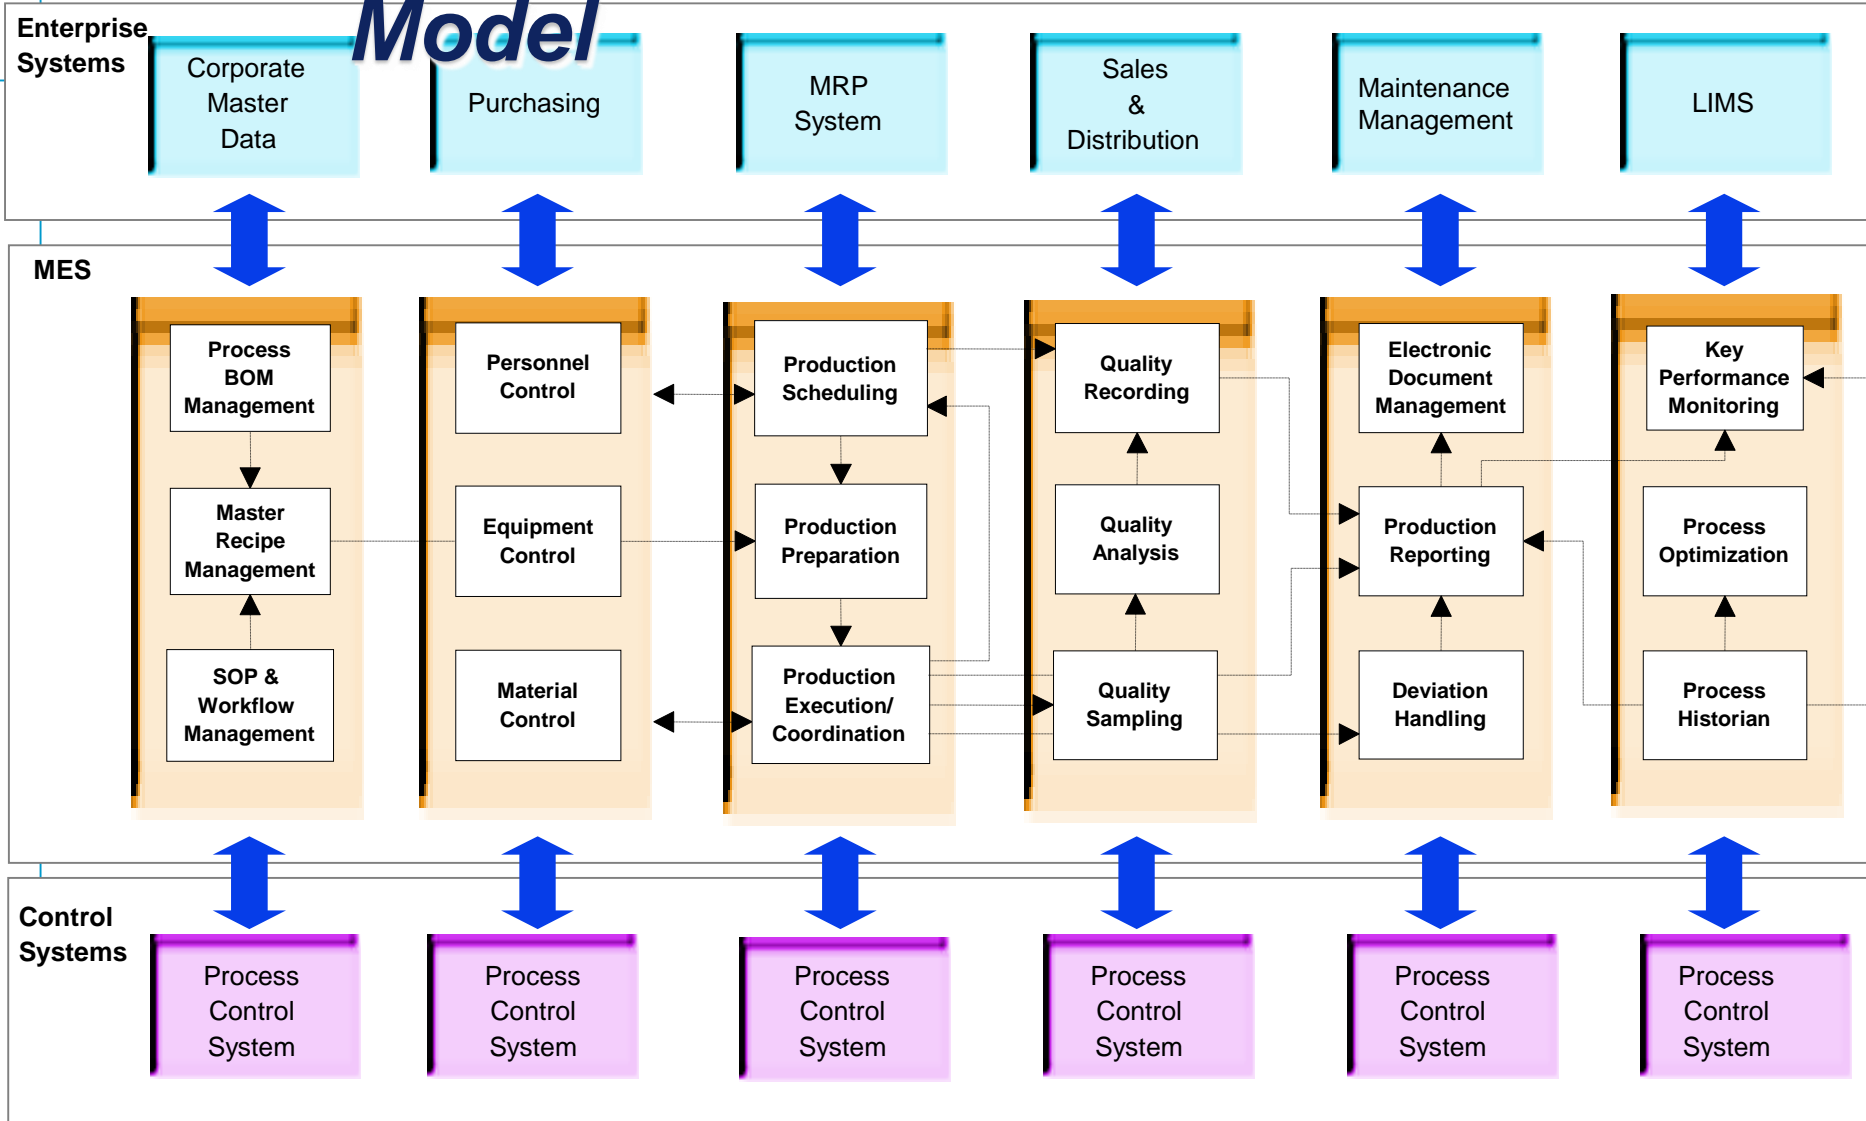 Model
Enterprise
Systems
Corporate
Master
Data
Purchasing
MRP
System
Sales
&
Distribution
Maintenance
Management
LIMS
MES
Process
BOM
Management
Master
Recipe
Management
SOP &
Workflow
Management
Personnel
Control
Equipment
Control
Material
Control
Production
Scheduling
Production
Preparation
Production
Execution/
Coordination
Quality
Recording
Quality
Analysis
Quality
Sampling
Electronic
Document
Management
Production
Reporting
Deviation
Handling
Key
Performance
Monitoring
Process
Optimization
Process
Historian
Control
Systems
Process
Control
System
Process
Control
System
Process
Control
System
Process
Control
System
Process
Control
System
Process
Control
System